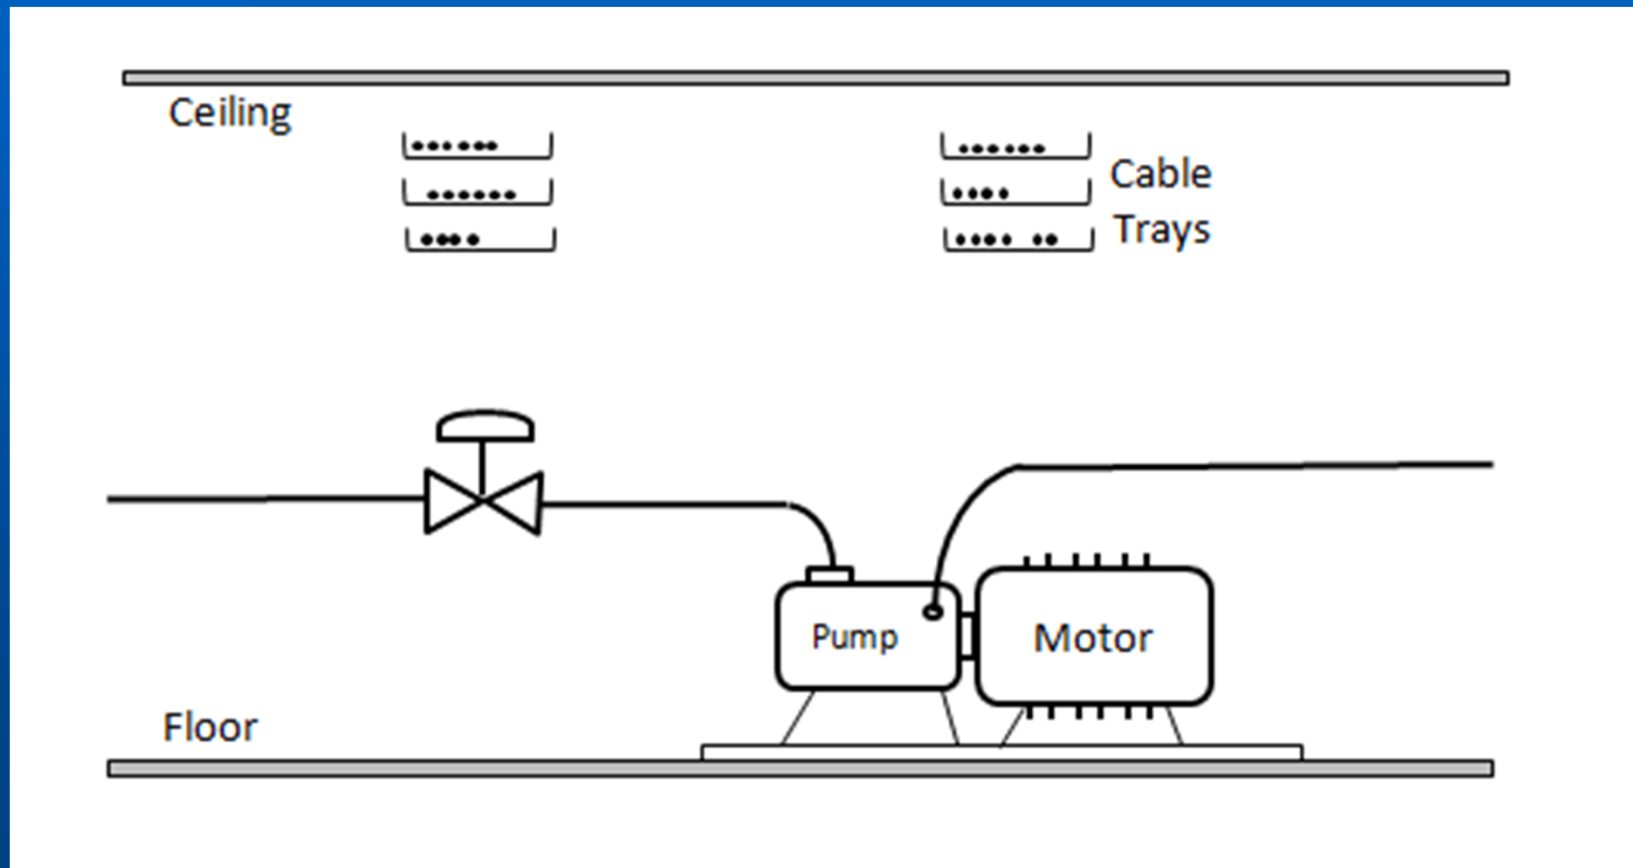 Ceiling
Cable
Trays
Pump
Motor
Floor